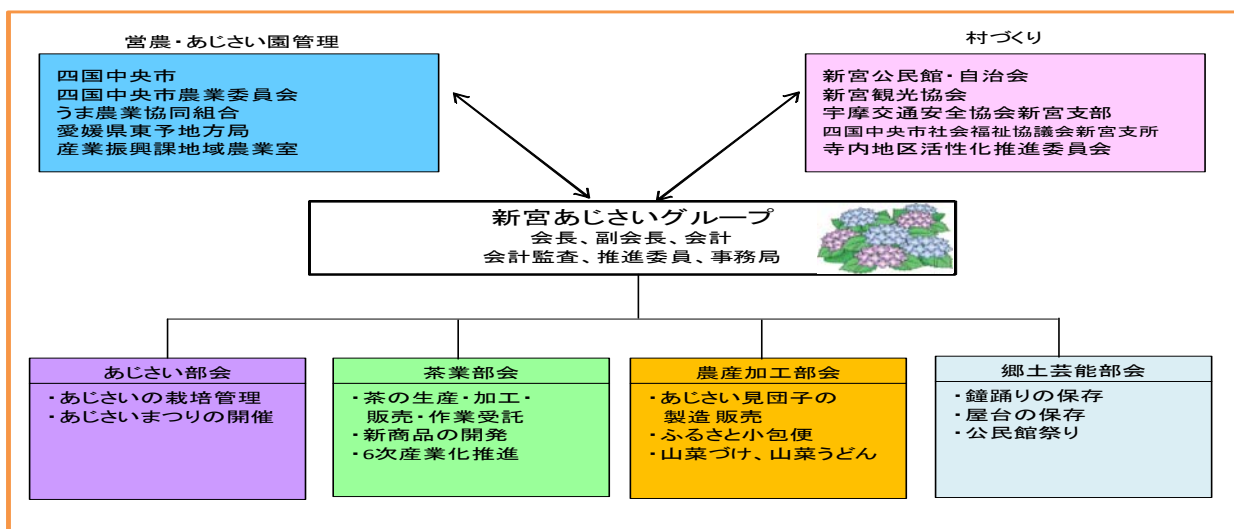 営農・あじさい園管理
四国中央市
四国中央市農業委員会
うま農業協同組合
愛媛県東予地方局
産業振興課地域農業室
村づくり
新宮公民館・自治会
新宮観光協会
宇摩交通安全協会新宮支部
四国中央市社会福祉協議会新宮支所
寺内地区活性化推進委員会
新宮あじさいグループ
会長、副会長、会計
会計監査、推進委員、事務局
あじさい部会
・あじさいの栽培管理
・あじさいまつりの開催
茶業部会
・茶の生産・加工・
販売・作業受託
・新商品の開発
・6次産業化推進
農産加工部会
・あじさい見団子の
製造 販売
・ふるさと小包便
・山菜づけ、山菜うどん
郷土芸能部会
・鐘踊りの保存
・屋台の保存
・公民館祭り